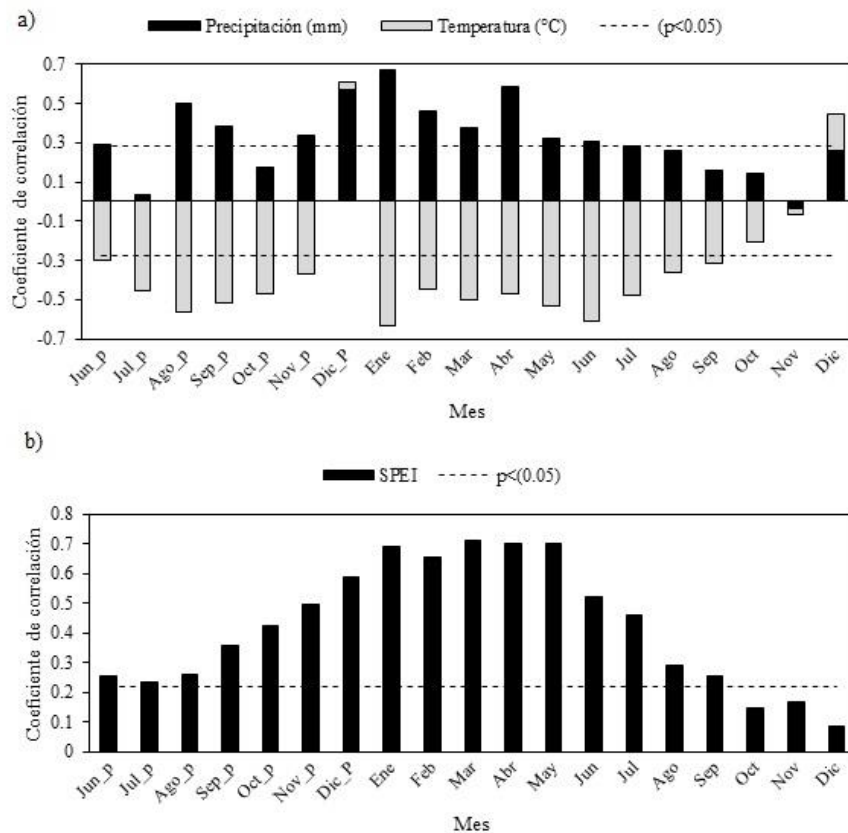 a)
Precipitación (mm) Temperatura (°C) (p<0.05)
Coeficiente de correlación
0.7
0.5
0.3
0.1
-0.1
-0.3
-0.5
-0.7
Jun_p Jul_p Ago_p Sep_p Oct_p Nov_p Dic_P Ene Feb Mar Abr May Jun Jul Ago Sep Oct Nov Dic
Mes
b)
SPEI p<(0.05)
Coeficiente de correlación
0.8
0.7
0.6
0.5
0.4
0.3
0.2
0.1
0
Jun_p Jul_p Ago_p Sep_p Oct_p Nov_p Dic_P Ene Feb Mar Abr May Jun Jul Ago Sep Oct Nov Dic
Mes